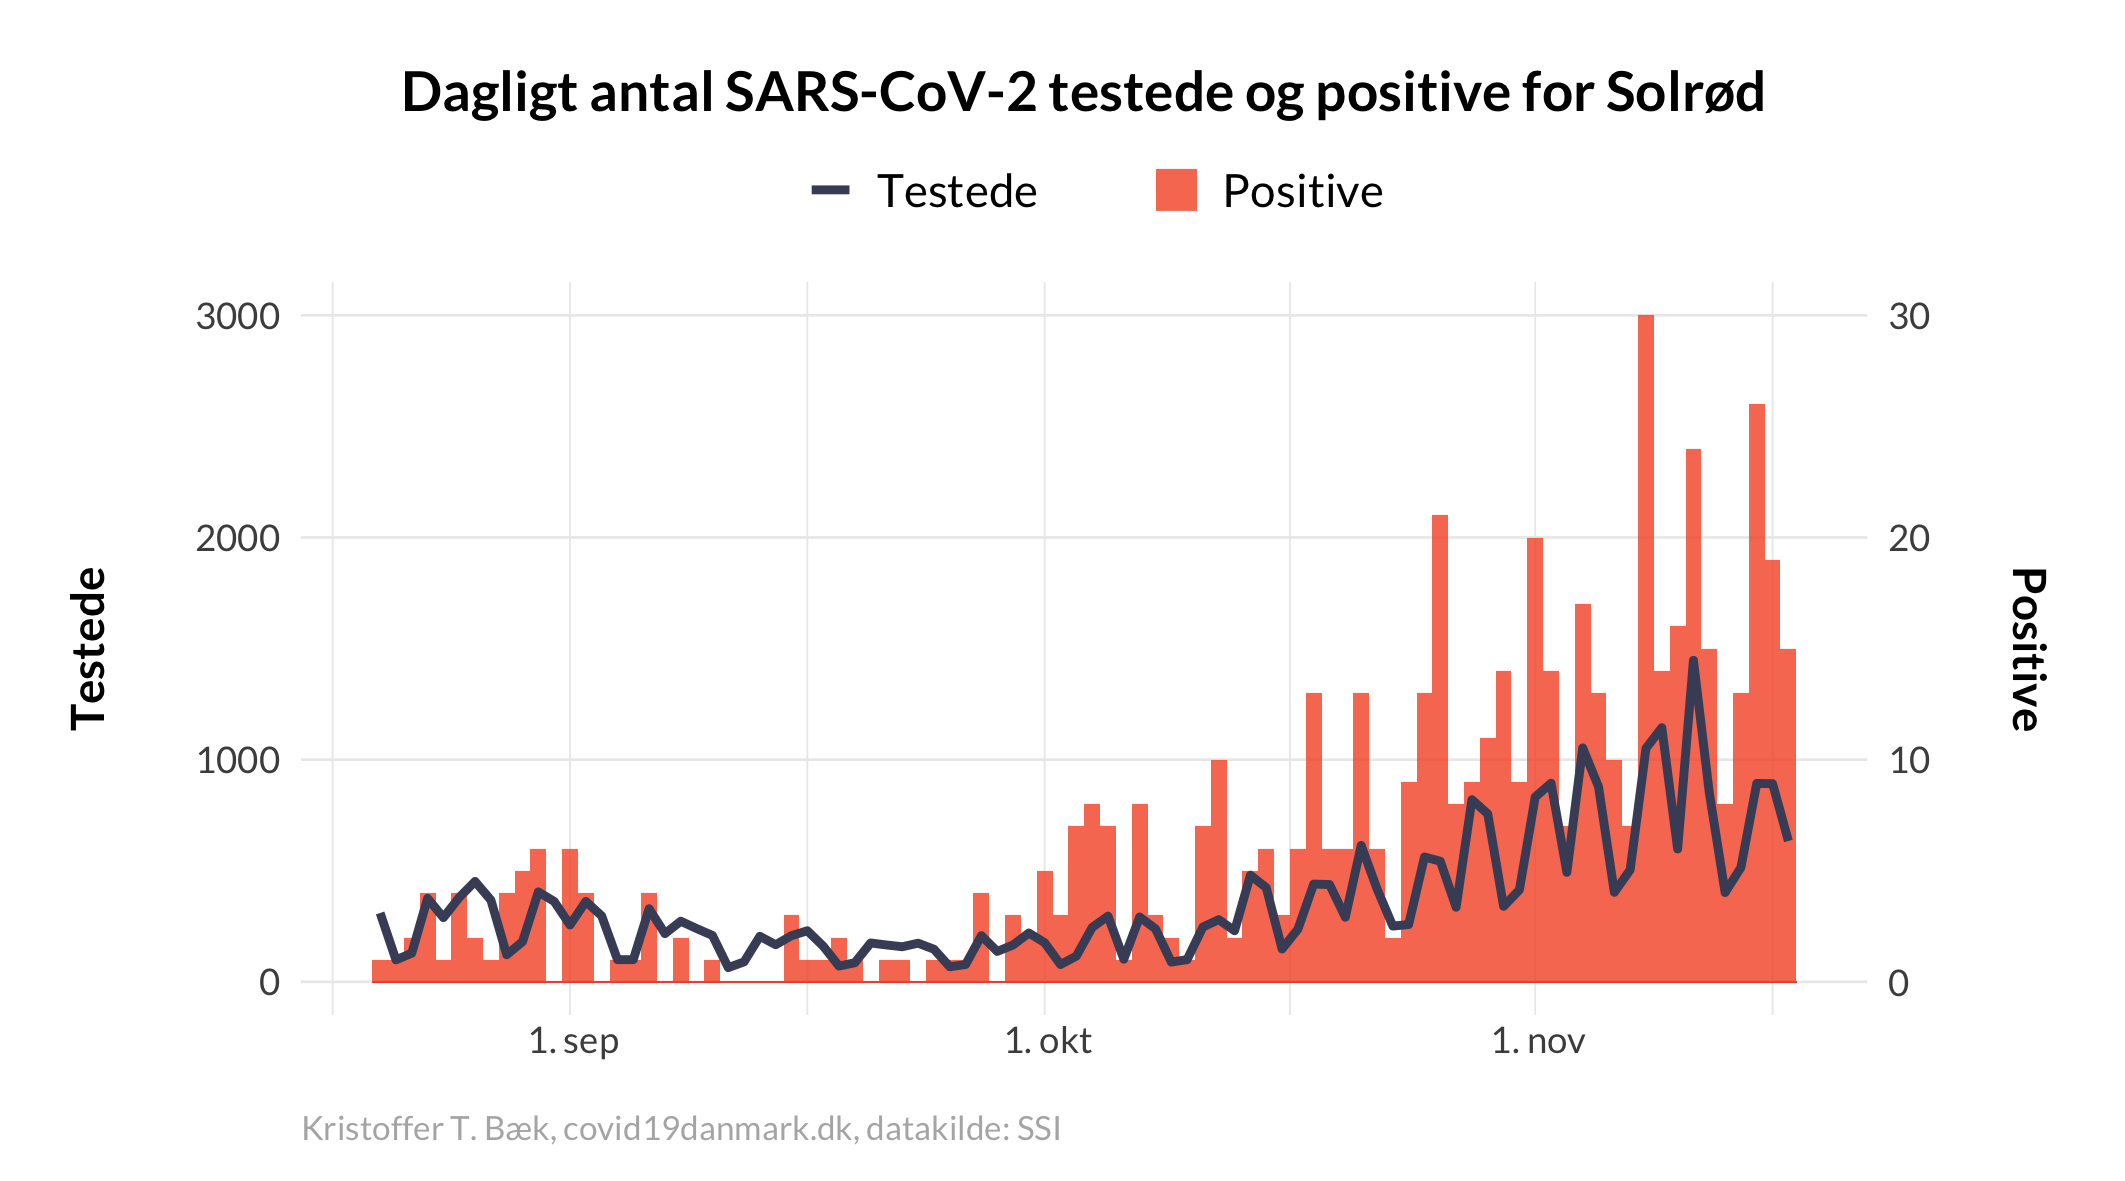 Dagligt antal SARS-CoV-2 testede og positive for Solrød
Testede
Positive
3000
2000
1000
0
Testede
30
20
10
0
Positive
1. sep
1. okt
1. nov
Kristoffer T. Bæk, covid19danmark.dk, datakilde: SSI